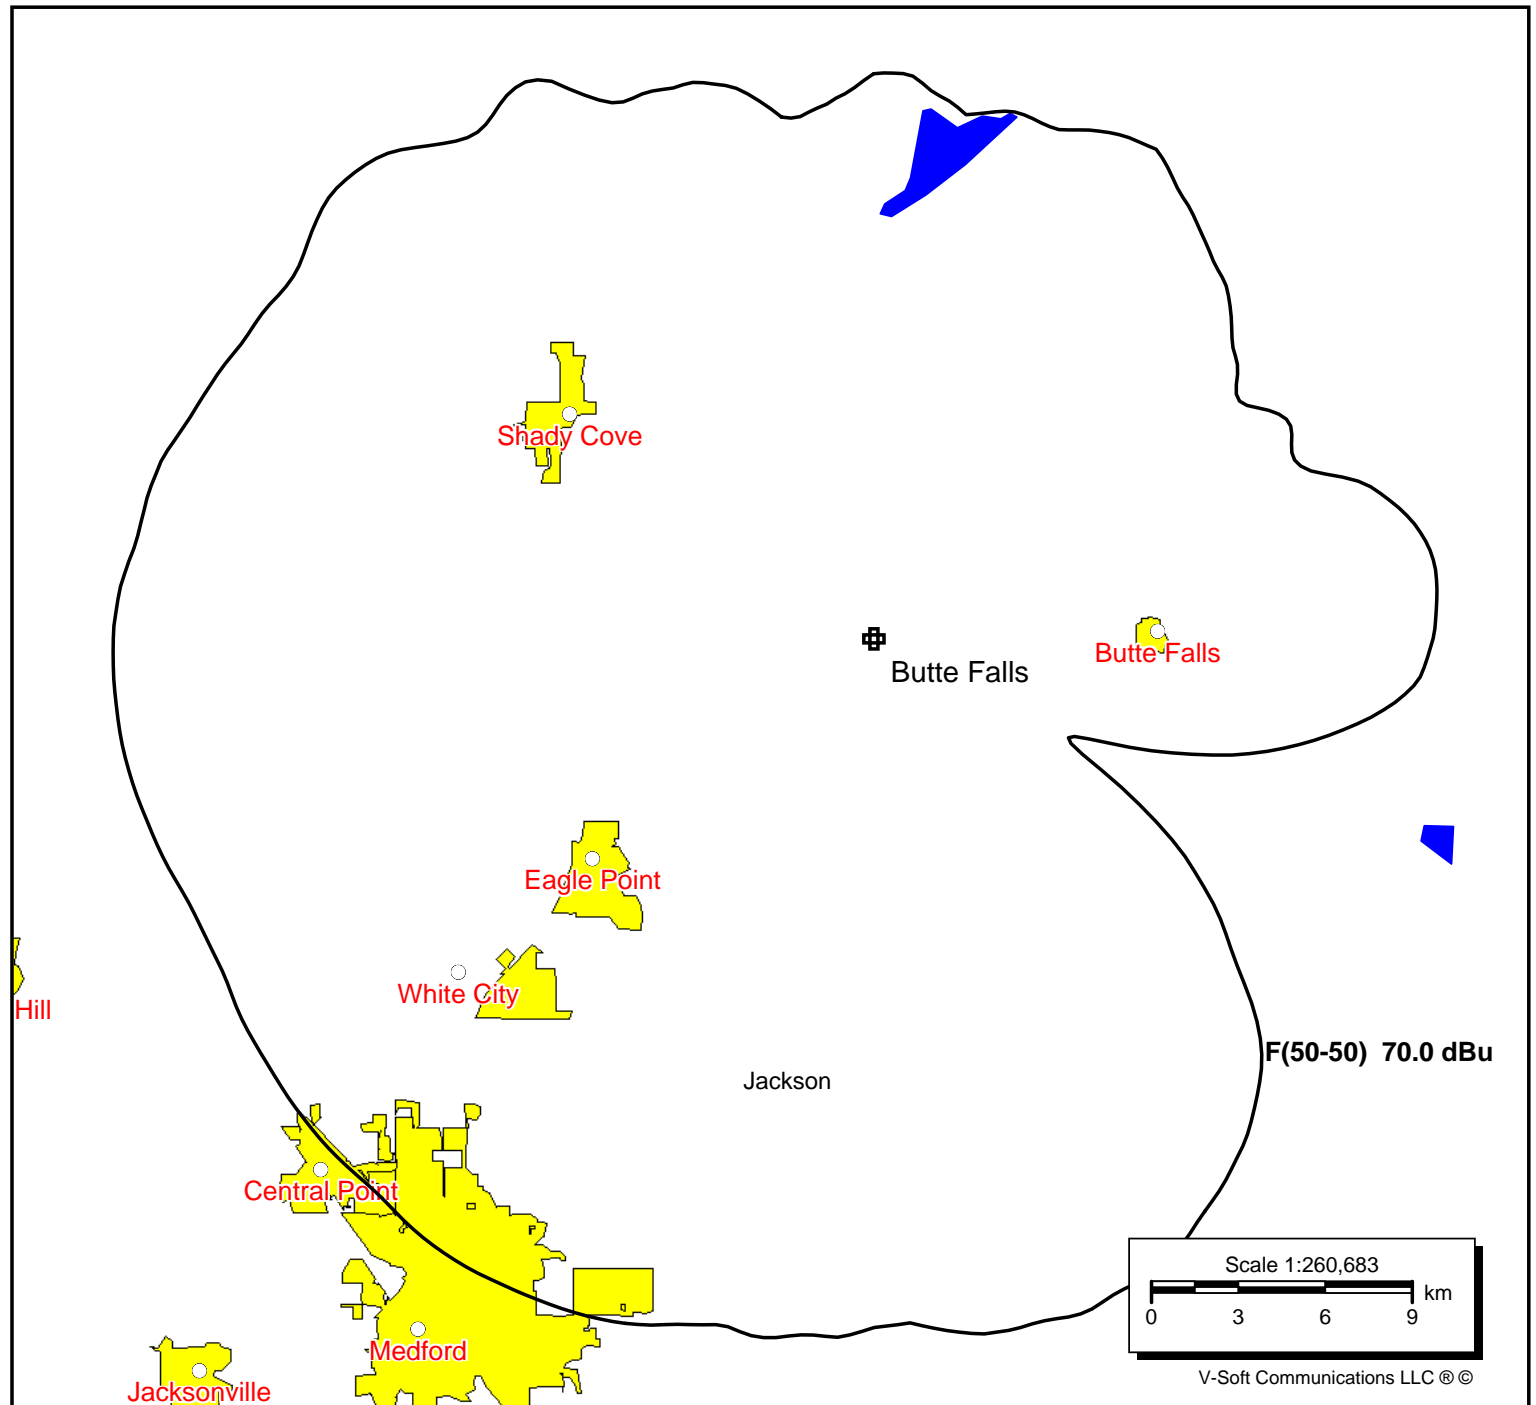 Shady Cove
Butte Falls
Butte Falls
Eagle Point
White City
Hill
F(50-50) 70.0 dBu
Jackson
Central Point
Scale 1:260,683
km
0 3 6 9
Medford
V-Soft Communications LLC ® ©
Jacksonville